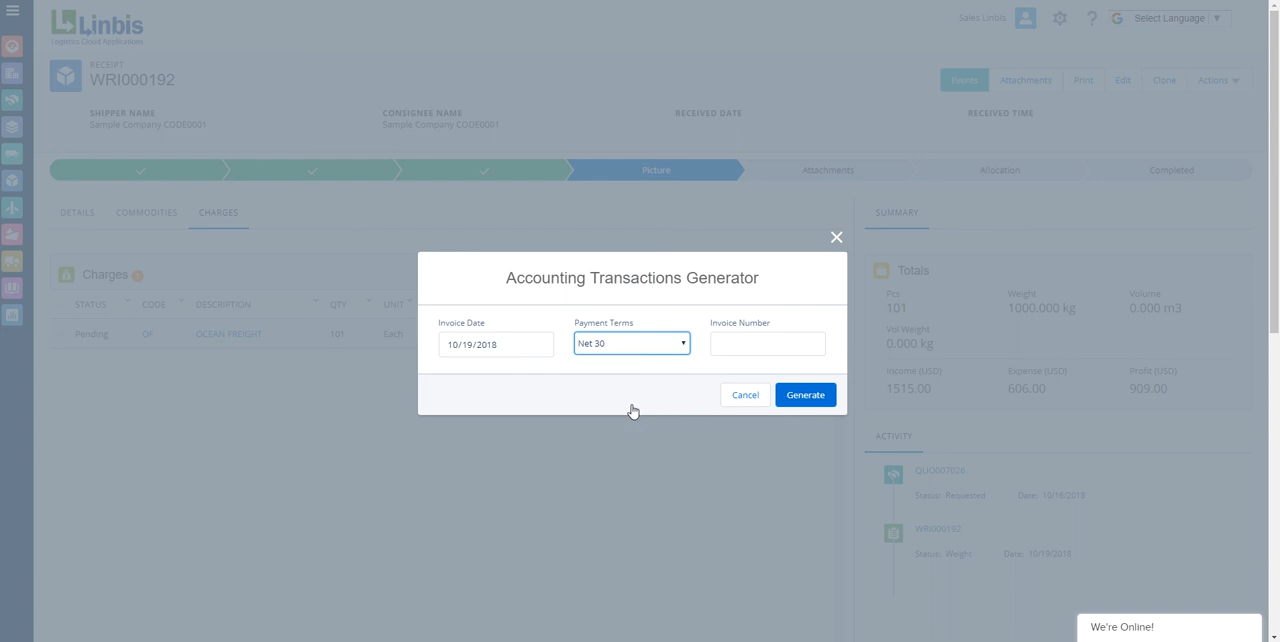 Linbis
Logistics Cloud Applications
Sales Linbis
?
G Select Language ▼
RECEIPT
WRI000192
Events
Attachments
Print
Edit
Clone
Actions
SHIPPER NAME
Sample Company CODE0001
CONSIGNEE NAME
Sample Company CODE0001
RECEIVED DATE
RECEIVED TIME
Picture
Attachments
Allocation
Completed
DETAILS
COMMODITIES
CHARGES
SUMMARY
Charges
STATUS
CODE
DESCRIPTION
QTY
UNIT
Pending
OF
OCEAN FREIGHT
101
Each
Accounting Transactions Generator
Invoice Date
10/19/2018
Payment Terms
Net 30
Invoice Number
Cancel
Generate
Totals
Pcs
101
Weight
1000.000 kg
Volume
0.000 m3
Vol Weight
0.000 kg
Income (USD)
1515.00
Expense (USD)
606.00
Profit (USD)
909.00
ACTIVITY
QUO007026
Status: Requested Date: 10/16/2018
WRI000192
Status: Weight Date: 10/19/2018
We're Online!